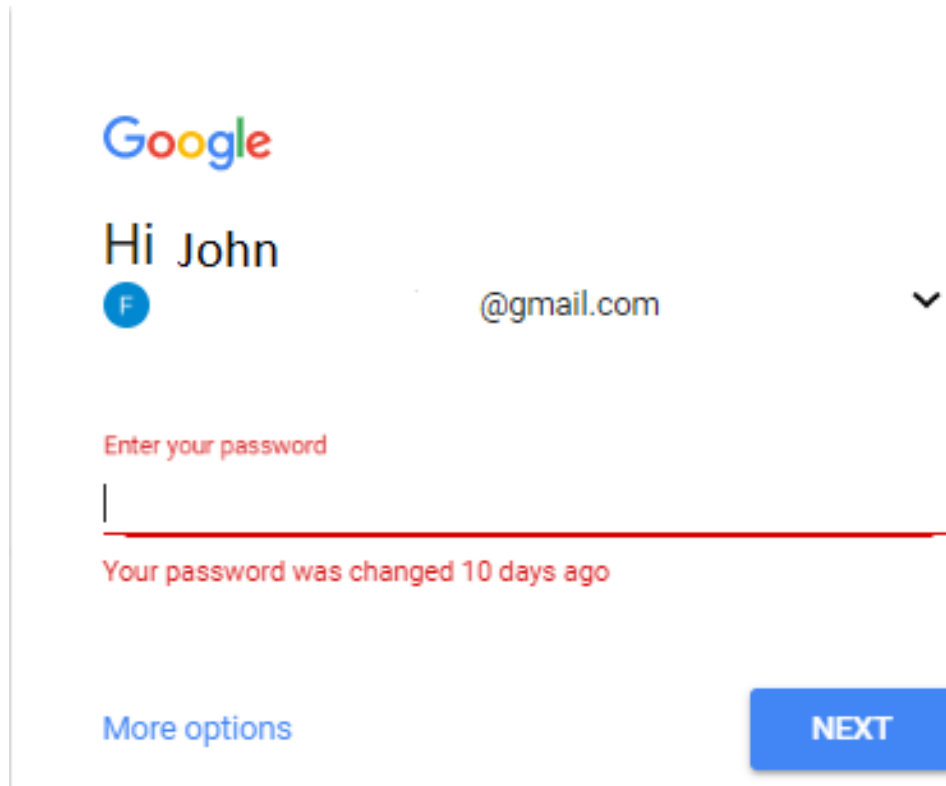 Google
Hi John
F
@gmail.com
Enter your password
Your password was changed 10 days ago
More options
NEXT